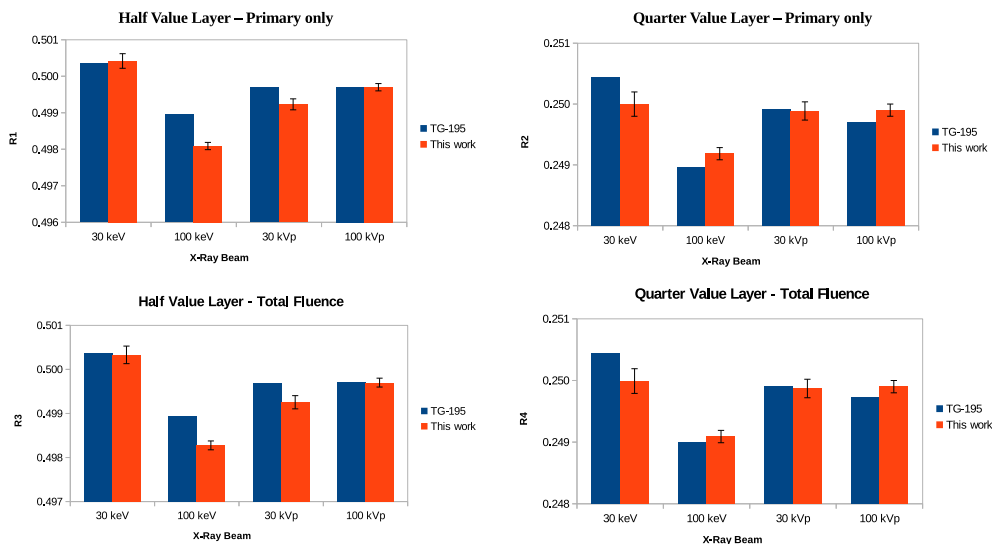 Half Value Layer – Primary only
0.501
0.500
0.499
0.498
0.497
0.496
R1
30 keV 100 keV 30 kVp 100 kVp
X-Ray Beam
TG-195
This work
Quarter Value Layer – Primary only
0.251
0.250
0.249
0.248
R2
30 keV 100 keV 30 kVp 100 kVp
X-Ray Beam
TG-195
This work
Half Value Layer - Total Fluence
0.501
0.500
0.499
0.498
0.497
R3
30 keV 100 keV 30 kVp 100 kVp
X-Ray Beam
TG-195
This work
Quarter Value Layer - Total Fluence
0.251
0.250
0.249
0.248
R4
30 keV 100 keV 30 kVp 100 kVp
X-Ray Beam
TG-195
This work